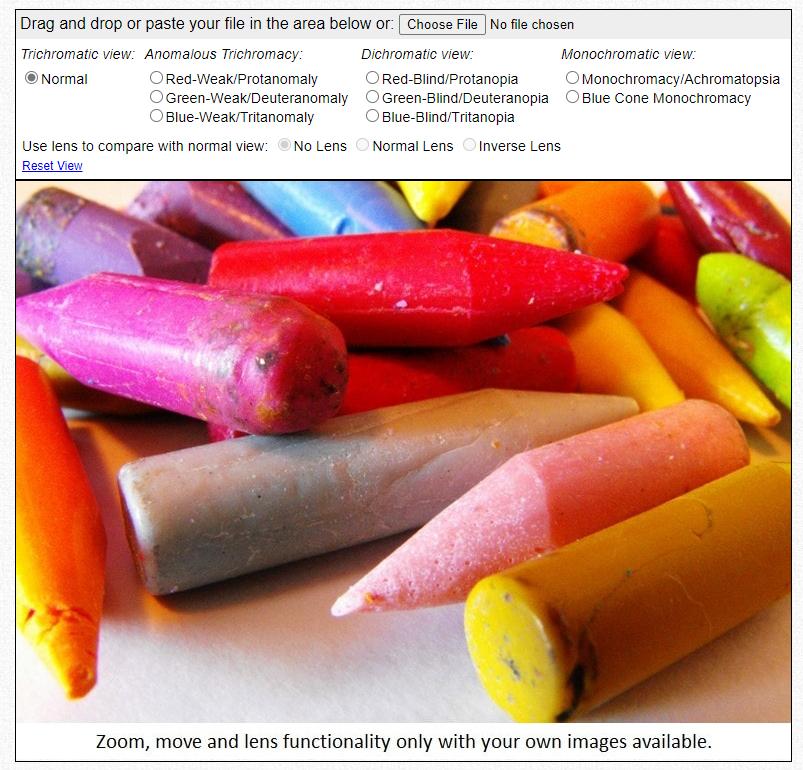 Drag and drop or paste your file in the area below or: Choose File No file chosen
Trichromatic view: Anomalous Trichromacy: Dichromatic view: Monochromatic view:
Normal Red-Weak/Protanomaly Red-Blind/Protanopia Monochromacy/Achromatopsia
Green-Weak/Deuteranomaly Green-Blind/Deuteranopia Blue Cone Monochromacy
Blue-Weak/Tritanomaly Blue-Blind/Tritanopia
Use lens to compare with normal view: No Lens Normal Lens Inverse Lens
Reset View
Zoom, move and lens functionality only with your own images available.